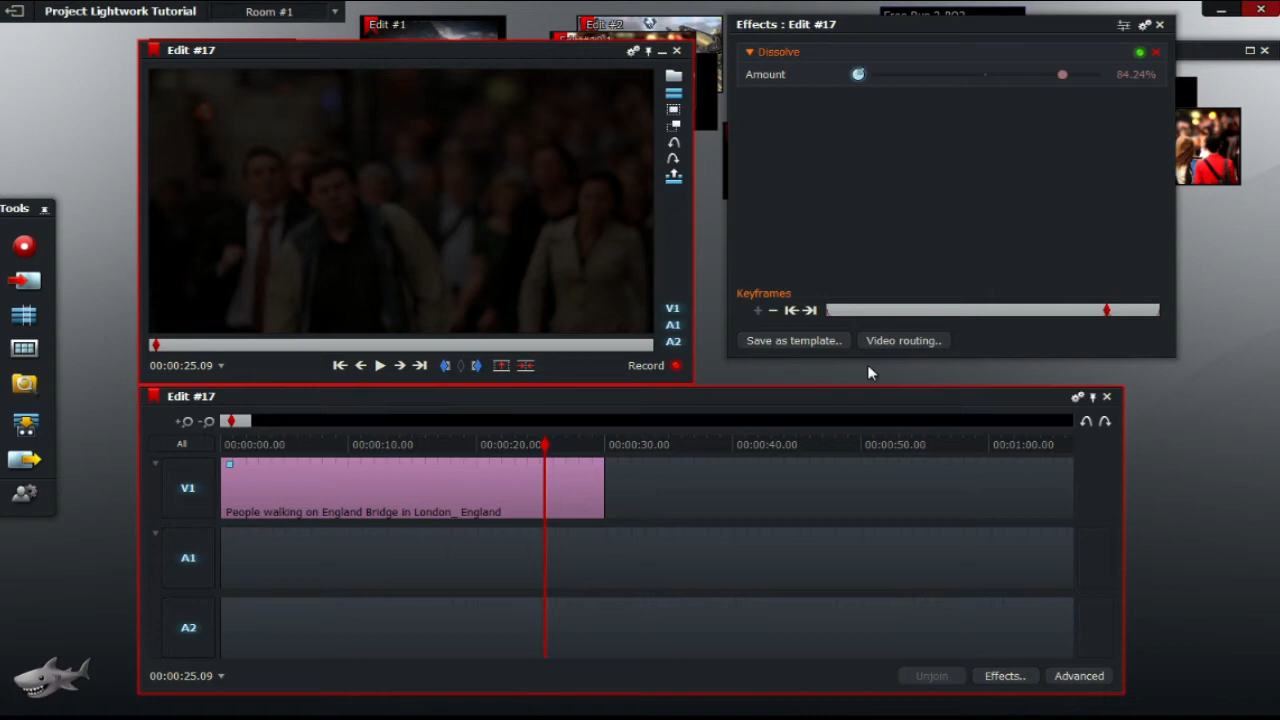 Project Lightwork Tutorial
Room #1
Edit #1
Edit #2
Effects : Edit #17
Edit #17
Dissolve
Amount
84.24%
Tools
V1
A1
A2
Keyframes
Save as template..
Video routing..
00:00:25.09
Record
Edit #17
All
00:00:00.00
00:00:10.00
00:00:20.00
00:00:30.00
00:00:40.00
00:00:50.00
00:01:00.00
V1
People walking on England Bridge in London_ England
A1
A2
00:00:25.09
Unjoin
Effects..
Advanced